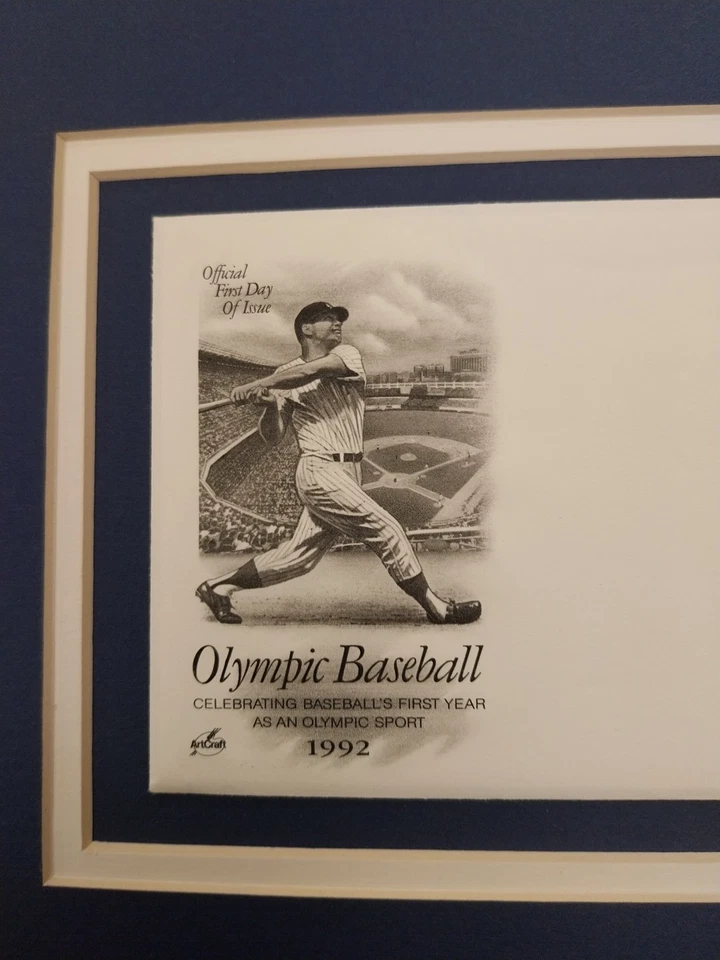 Official
First Day
Of Issue
Olympic Baseball
CELEBRATING BASEBALL'S FIRST YEAR
AS AN OLYMPIC SPORT
ArtCraft
1992